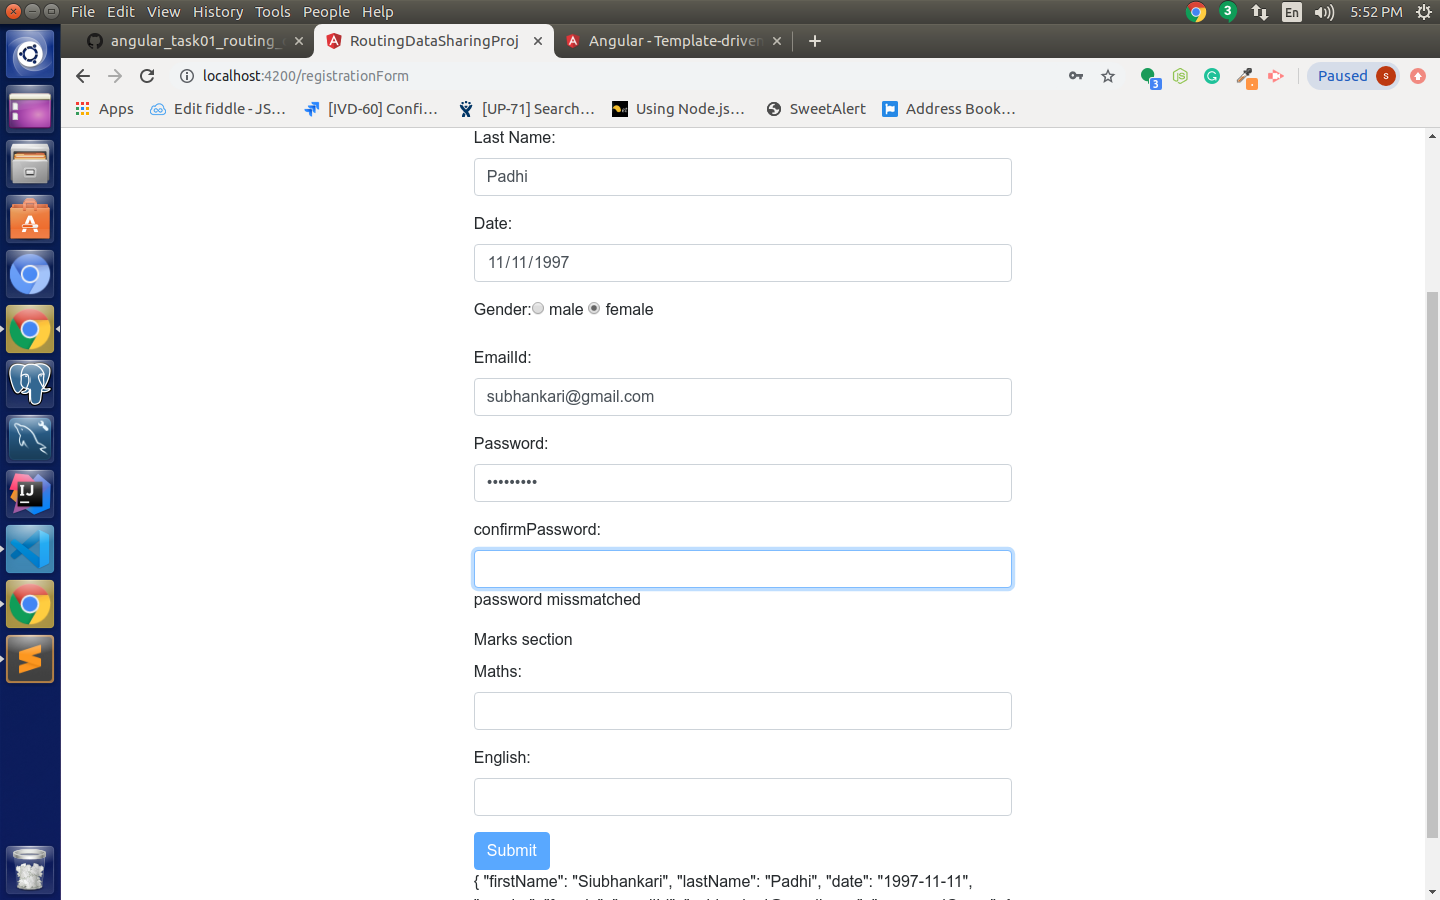 File Edit View History Tools People Help
3 En 5:52 PM
angular_task01_routing_
RoutingDataSharingProj
Angular - Template-driven
localhost:4200/registrationForm
3 Paused s
Apps Edit fiddle - JS... [IVD-60] Confi... [UP-71] Search... Using Node.js... SweetAlert Address Book...
Last Name:
Padhi
Date:
11/11/1997
Gender: male female
EmailId:
subhankari@gmail.com
Password:
•••••••••
confirmPassword:
password missmatched
Marks section
Maths:
English:
Submit
{ "firstName": "Siubhankari", "lastName": "Padhi", "date": "1997-11-11",
IJ